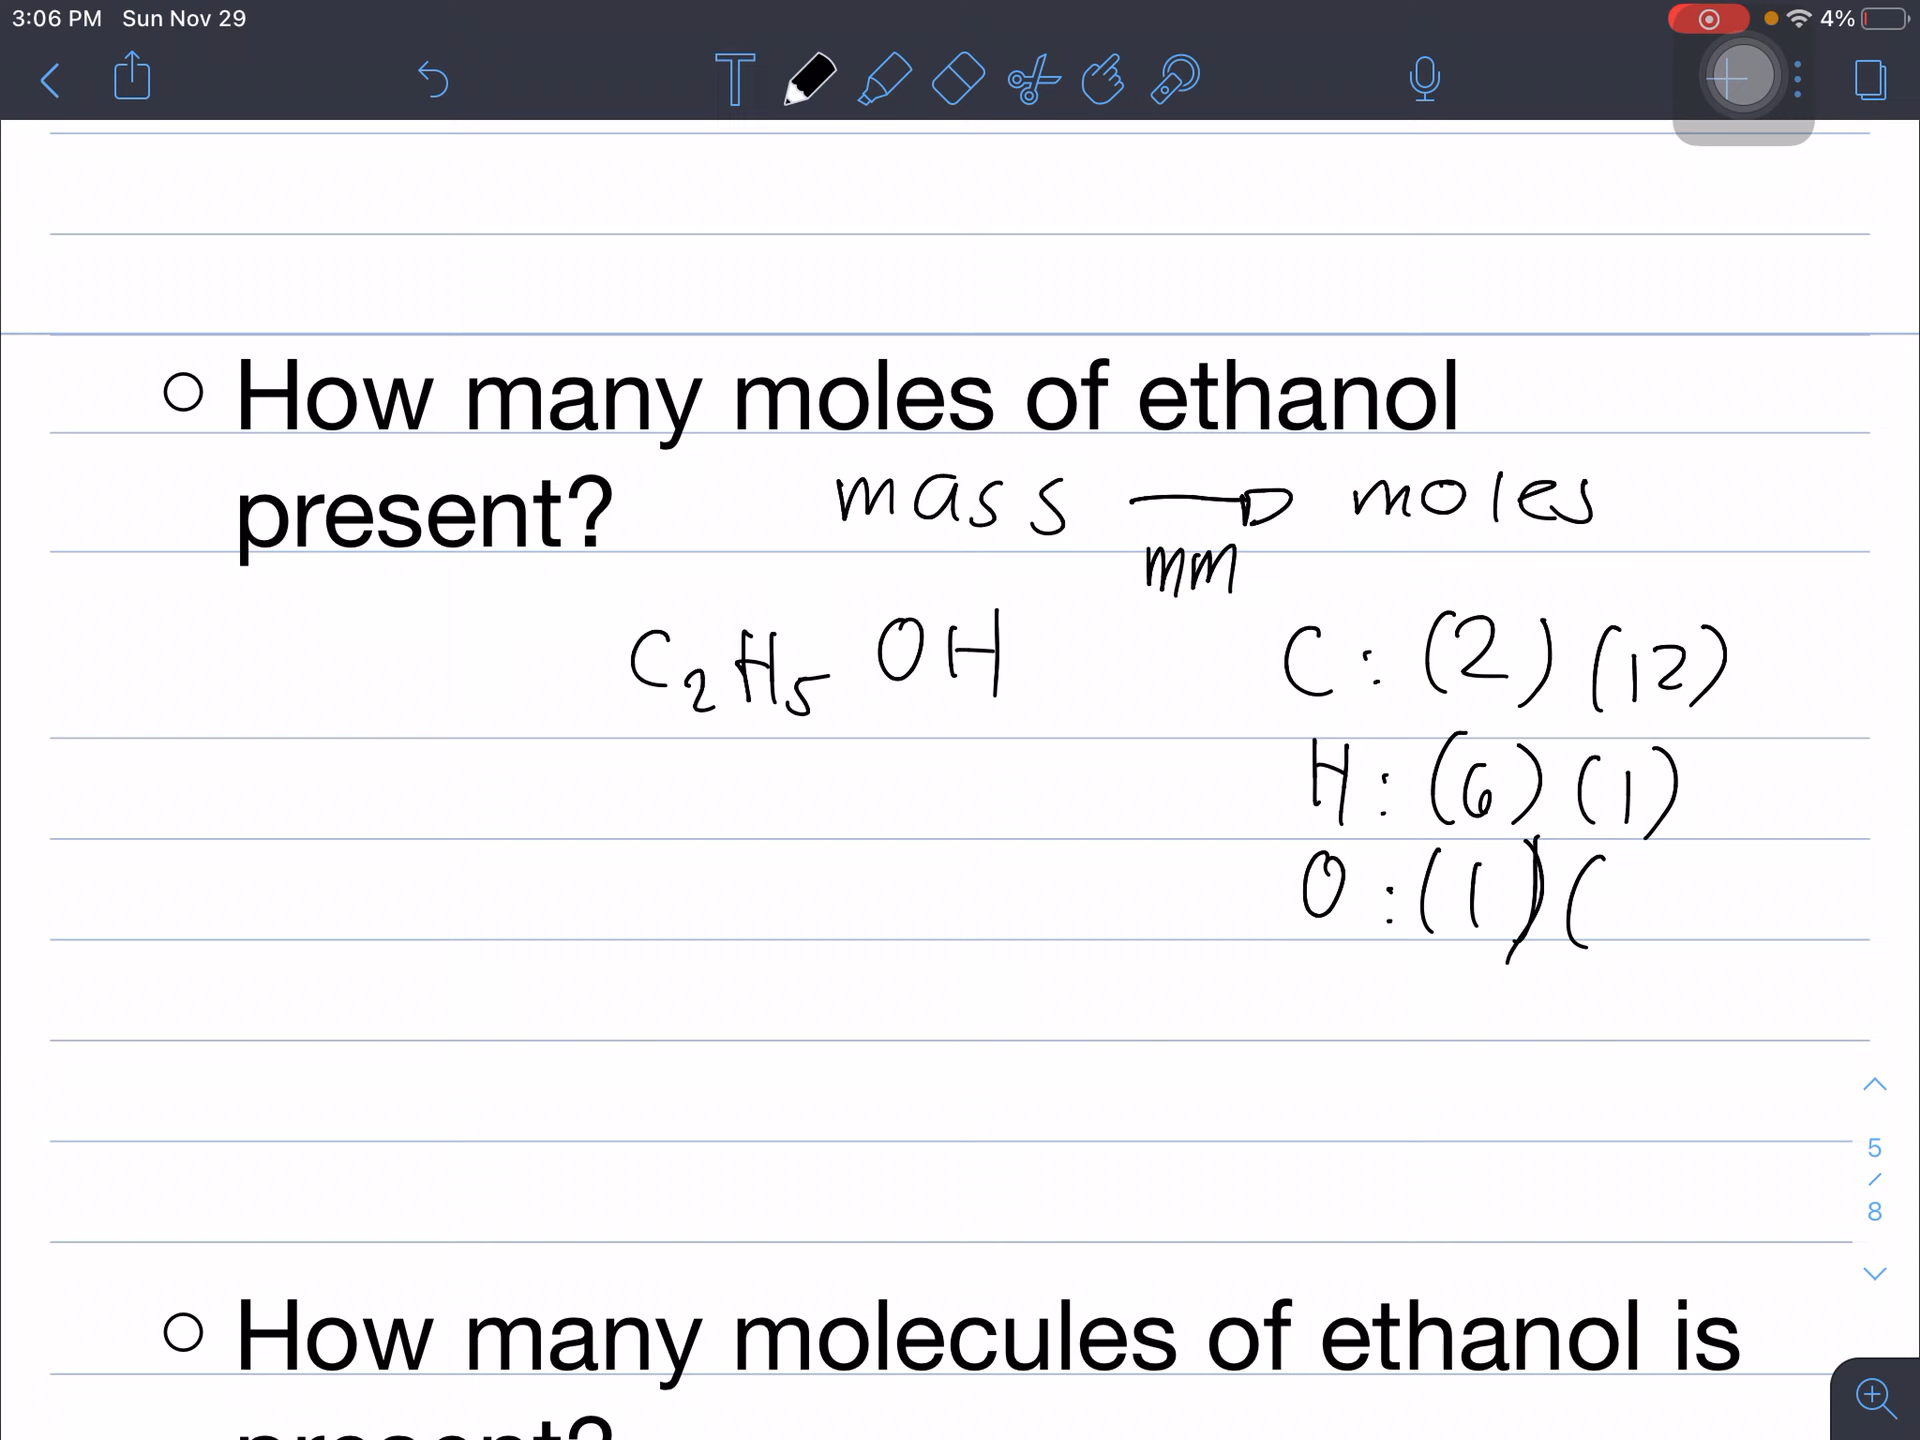 3:06 PM Sun Nov 29 4%
T
How many moles of ethanol
present? mass → moles
mm
C₂H₅ OH C: (2) (12)
H: (6) (1)
O: (1) (
5
/
8
How many molecules of ethanol is
present?